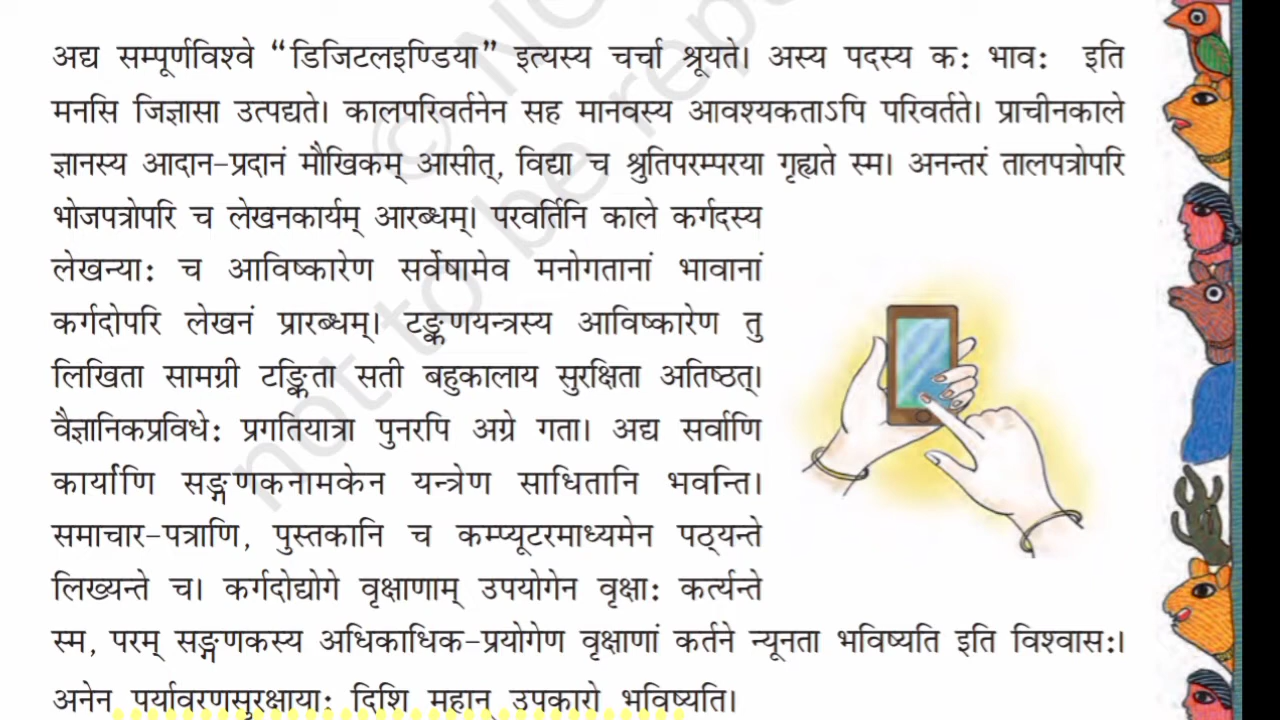 अद्य सम्पूर्णविश्वे “डिजिटलइण्डिया” इत्यस्य चर्चा श्रूयते। अस्य पदस्य कः भावः इति
मनसि जिज्ञासा उत्पद्यते। कालपरिवर्तनेन सह मानवस्य आवश्यकताऽपि परिवर्तते। प्राचीनकाले
ज्ञानस्य आदान-प्रदानं मौखिकम् आसीत्, विद्या च श्रुतिपरम्परया गृह्यते स्म। अनन्तरं तालपत्रोपरि
भोजपत्रोपरि च लेखनकार्यम् आरब्धम्। परवर्तिनि काले कर्गदस्य
लेखन्याः च आविष्कारेण सर्वेषामेव मनोगतानां भावानां
कर्गदोपरि लेखनं प्रारब्धम्। टङ्कणयन्त्रस्य आविष्कारेण तु
लिखिता सामग्री टङ्किता सती बहुकालाय सुरक्षिता अतिष्ठत्।
वैज्ञानिकप्रविधेः प्रगतियात्रा पुनरपि अग्रे गता। अद्य सर्वाणि
कार्याणि सङ्गणकनामकेन यन्त्रेण साधितानि भवन्ति।
समाचार-पत्राणि, पुस्तकानि च कम्प्यूटरमाध्यमेन पठ्यन्ते
लिख्यन्ते च। कर्गदोद्योगे वृक्षाणाम् उपयोगेन वृक्षाः कर्त्यन्ते
स्म, परम् सङ्गणकस्य अधिकाधिक-प्रयोगेण वृक्षाणां कर्तने न्यूनता भविष्यति इति विश्वासः।
अनेन पर्यावरणसुरक्षायाः दिशि महान् उपकारो भविष्यति।